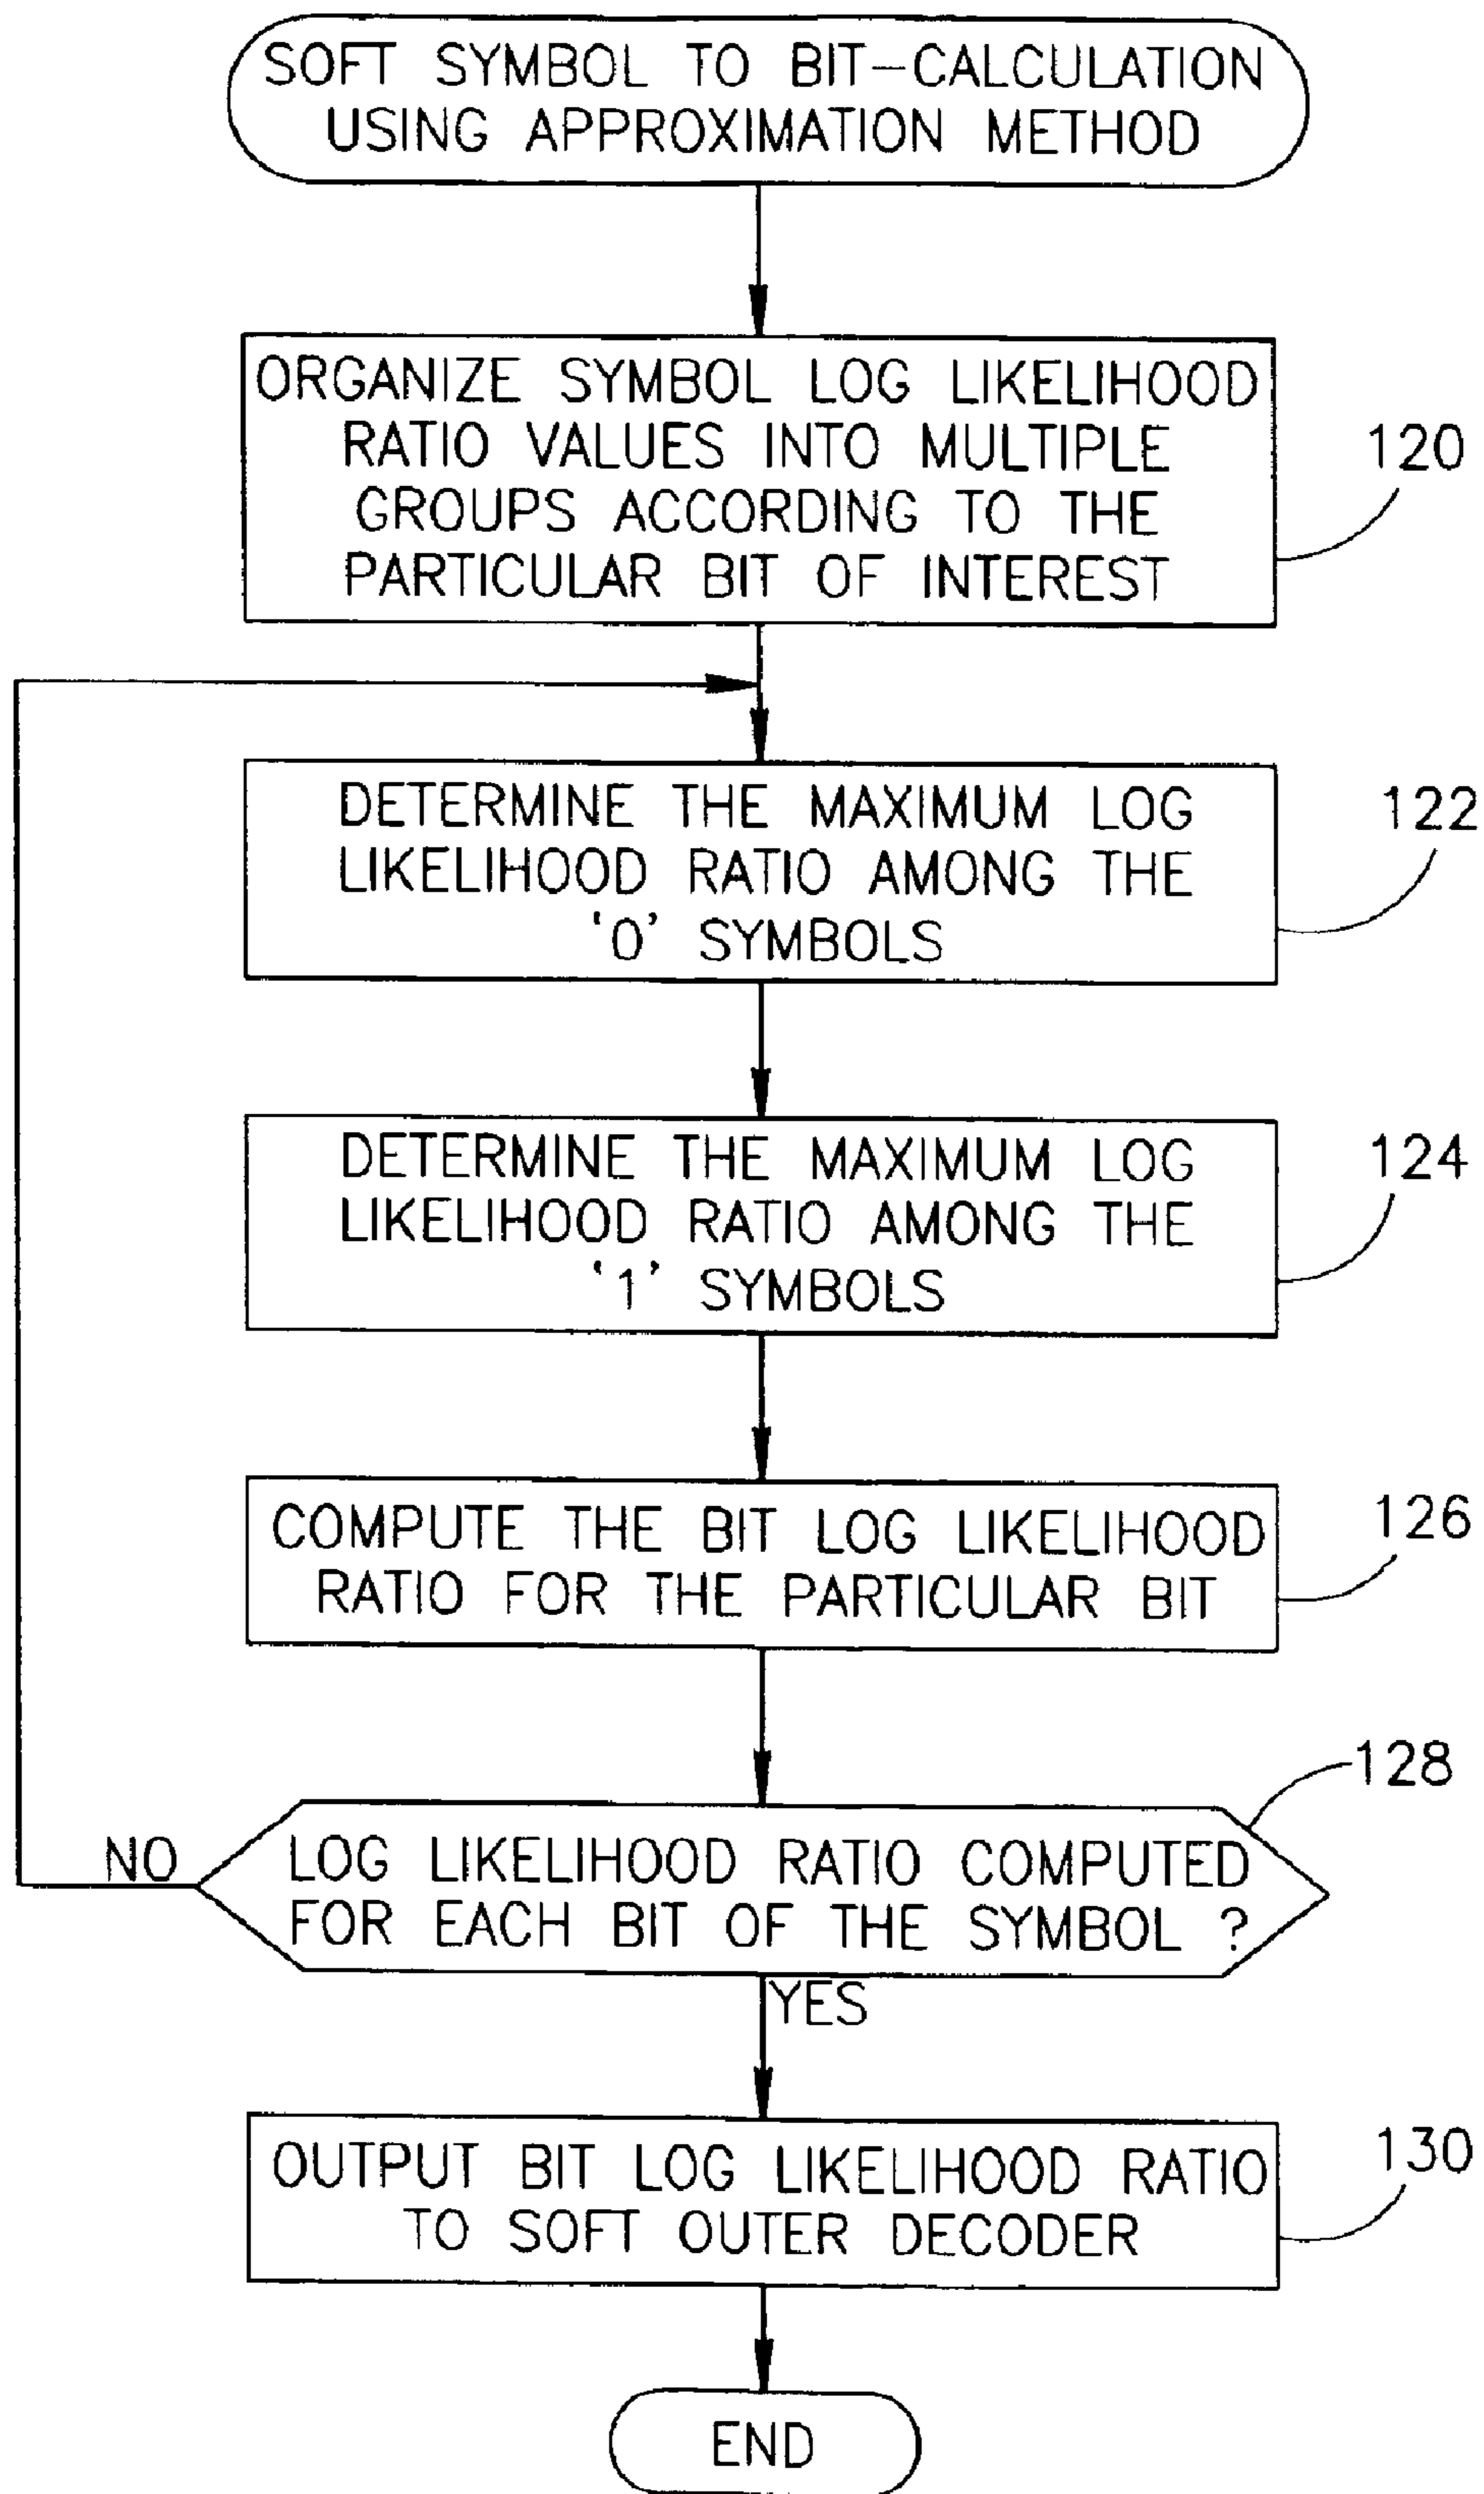 SOFT SYMBOL TO BIT-CALCULATION
USING APPROXIMATION METHOD
ORGANIZE SYMBOL LOG LIKELIHOOD
RATIO VALUES INTO MULTIPLE
GROUPS ACCORDING TO THE
PARTICULAR BIT OF INTEREST
120
DETERMINE THE MAXIMUM LOG
LIKELIHOOD RATIO AMONG THE
‘0’ SYMBOLS
122
DETERMINE THE MAXIMUM LOG
LIKELIHOOD RATIO AMONG THE
‘1’ SYMBOLS
124
COMPUTE THE BIT LOG LIKELIHOOD
RATIO FOR THE PARTICULAR BIT
126
128
NO
LOG LIKELIHOOD RATIO COMPUTED
FOR EACH BIT OF THE SYMBOL ?
YES
OUTPUT BIT LOG LIKELIHOOD RATIO
TO SOFT OUTER DECODER
130
END